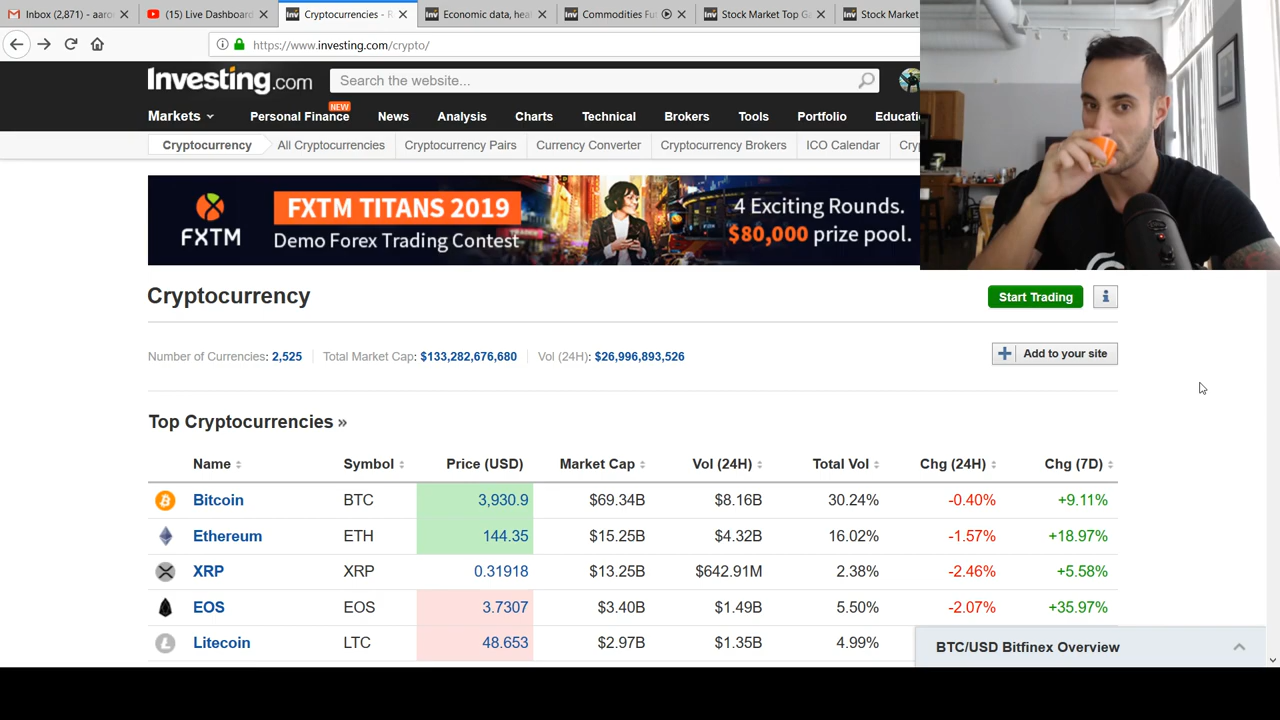 Inbox (2,871) - aaro
(15) Live Dashboard
Cryptocurrencies - R
Economic data, hea
Commodities Fu
Stock Market Top G
Stock Market
https://www.investing.com/crypto/
Investing.com
Search the website...
Markets
Personal Finance
NEW
News
Analysis
Charts
Technical
Brokers
Tools
Portfolio
Educati
Cryptocurrency
All Cryptocurrencies
Cryptocurrency Pairs
Currency Converter
Cryptocurrency Brokers
ICO Calendar
Cry
FXTM
FXTM TITANS 2019
Demo Forex Trading Contest
4 Exciting Rounds.
$80,000 prize pool.
Cryptocurrency
Start Trading
Number of Currencies: 2,525 Total Market Cap: $133,282,676,680 Vol (24H): $26,996,893,526
Add to your site
Top Cryptocurrencies »
Name Symbol Price (USD) Market Cap Vol (24H) Total Vol Chg (24H) Chg (7D)
Bitcoin BTC 3,930.9 $69.34B $8.16B 30.24% -0.40% +9.11%
Ethereum ETH 144.35 $15.25B $4.32B 16.02% -1.57% +18.97%
XRP XRP 0.31918 $13.25B $642.91M 2.38% -2.46% +5.58%
EOS EOS 3.7307 $3.40B $1.49B 5.50% -2.07% +35.97%
Litecoin LTC 48.653 $2.97B $1.35B 4.99%
BTC/USD Bitfinex Overview